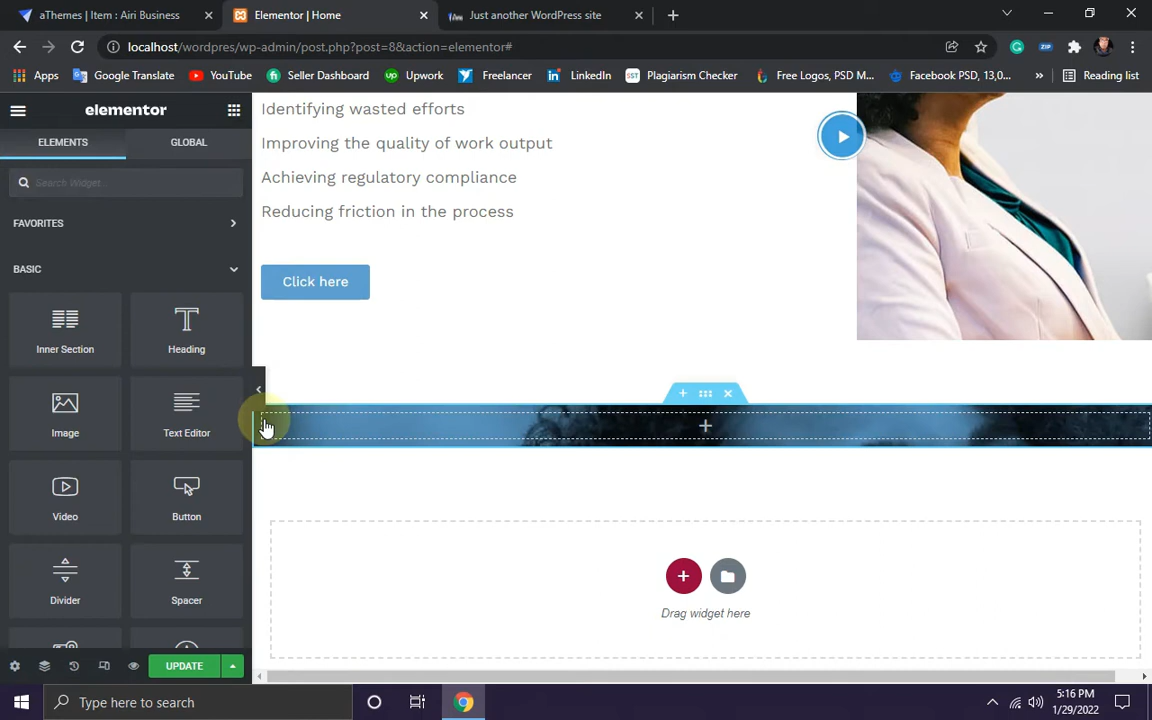 aThemes | Item : Airi Business
Elementor | Home
Just another WordPress site
localhost/wordpres/wp-admin/post.php?post=8&action=elementor#
Apps
Google Translate
YouTube
Seller Dashboard
Upwork
Freelancer
LinkedIn
Plagiarism Checker
Free Logos, PSD M...
Facebook PSD, 13,0...
»
Reading list
elementor
ELEMENTS
GLOBAL
Search Widget...
FAVORITES
BASIC
Inner Section
Heading
Image
Text Editor
Video
Button
Divider
Spacer
UPDATE
Identifying wasted efforts
Improving the quality of work output
Achieving regulatory compliance
Reducing friction in the process
Click here
Drag widget here
Type here to search
5:16 PM
1/29/2022